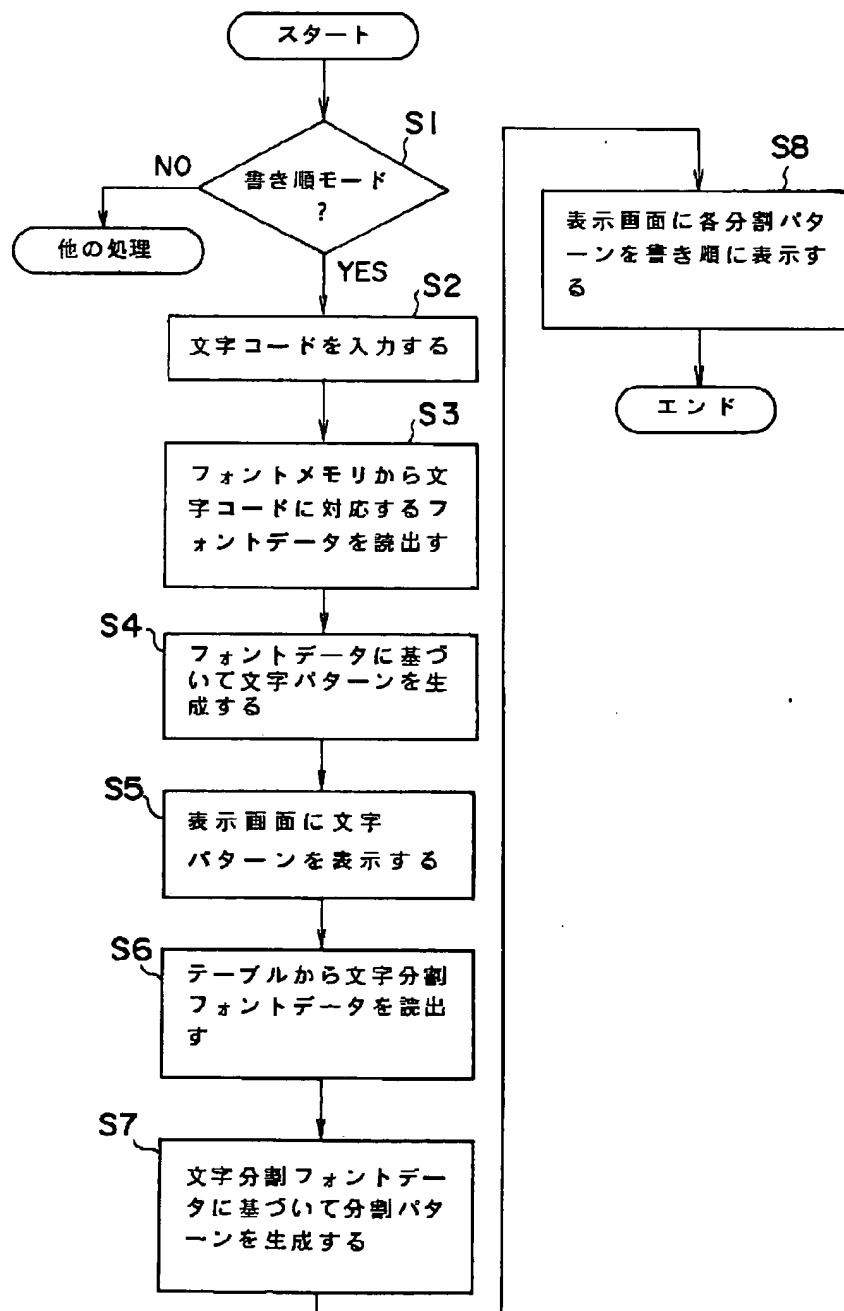 スタート
S1
書き順モード
?
NO
他の処理
YES
S2
文字コードを入力する
S3
フォントメモリから文
字コードに対応するフ
ォントデータを読出す
S4
フォントデータに基づ
いて文字パターンを生
成する
S5
表示画面に文字
パターンを表示する
S6
テーブルから文字分割
フォントデータを読出
す
S7
文字分割フォントデー
タに基づいて分割パタ
ーンを生成する
S8
表示画面に各分割パタ
ーンを書き順に表示す
る
エンド